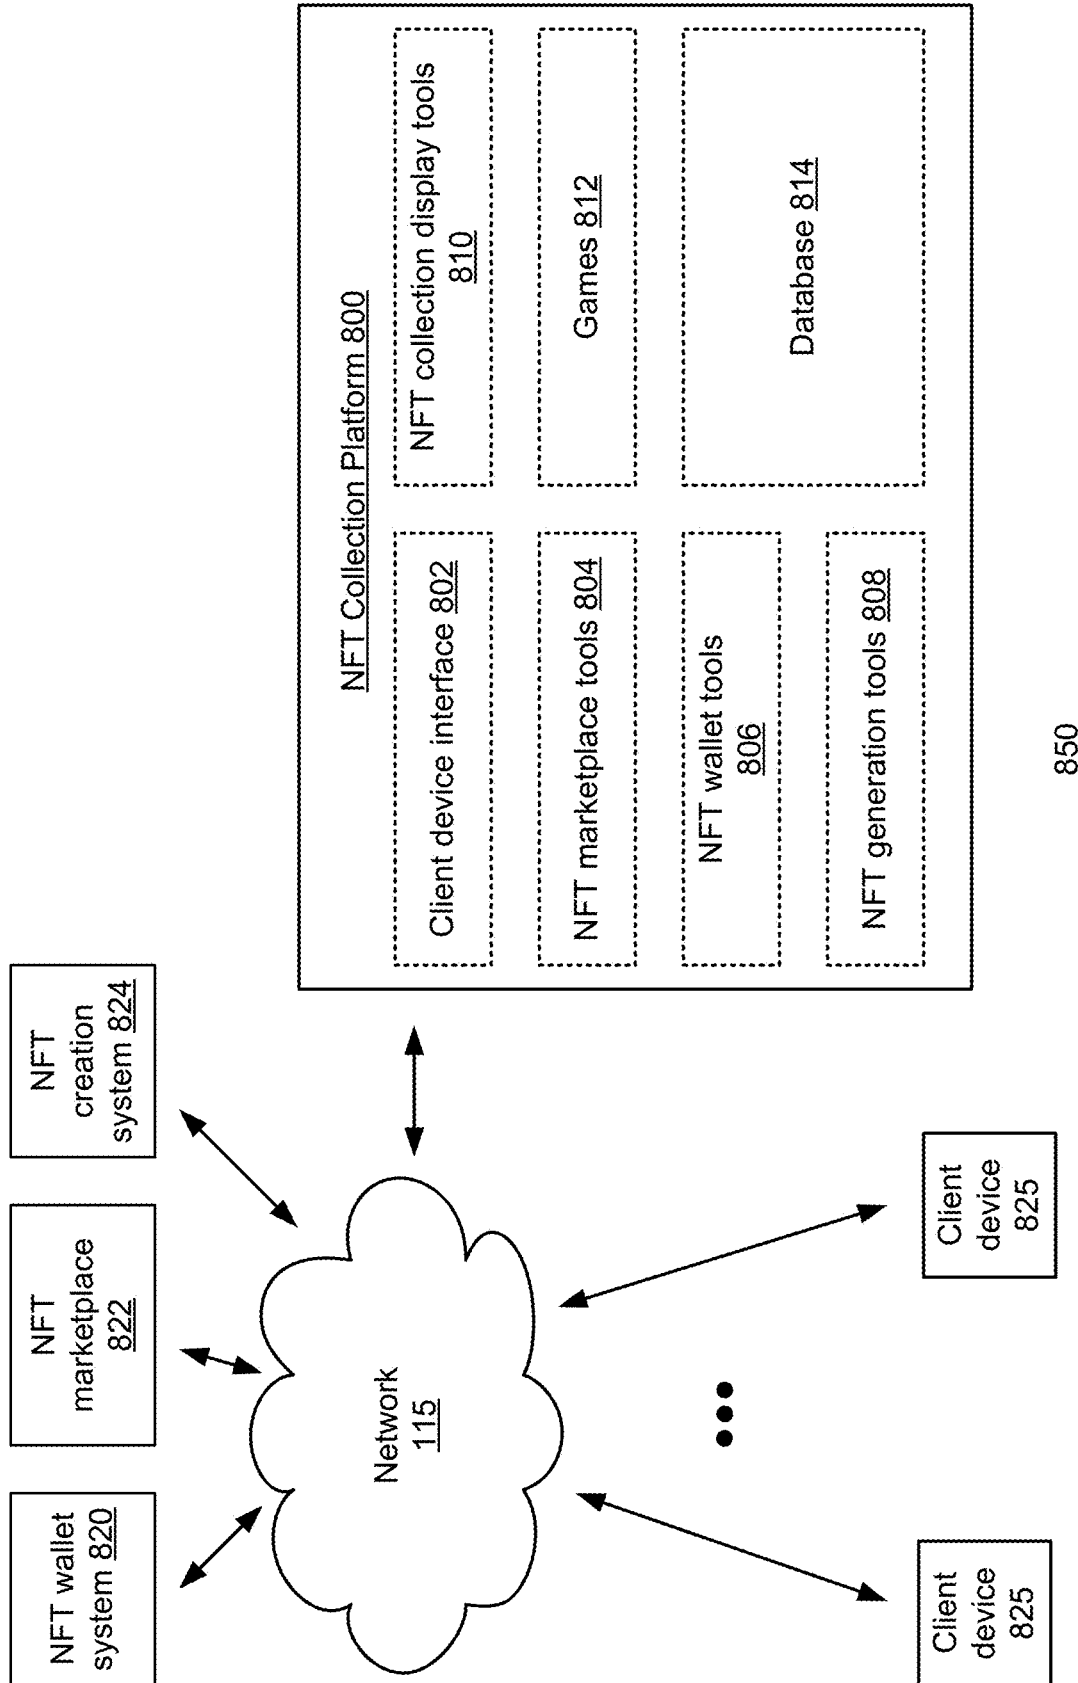 NFT wallet
system 820
NFT
marketplace
822
NFT
creation
system 824
Network
115
Client
device
825
Client
device
825
NFT Collection Platform 800
Client device interface 802
NFT marketplace tools 804
NFT wallet tools
806
NFT generation tools 808
NFT collection display tools
810
Games 812
Database 814
850